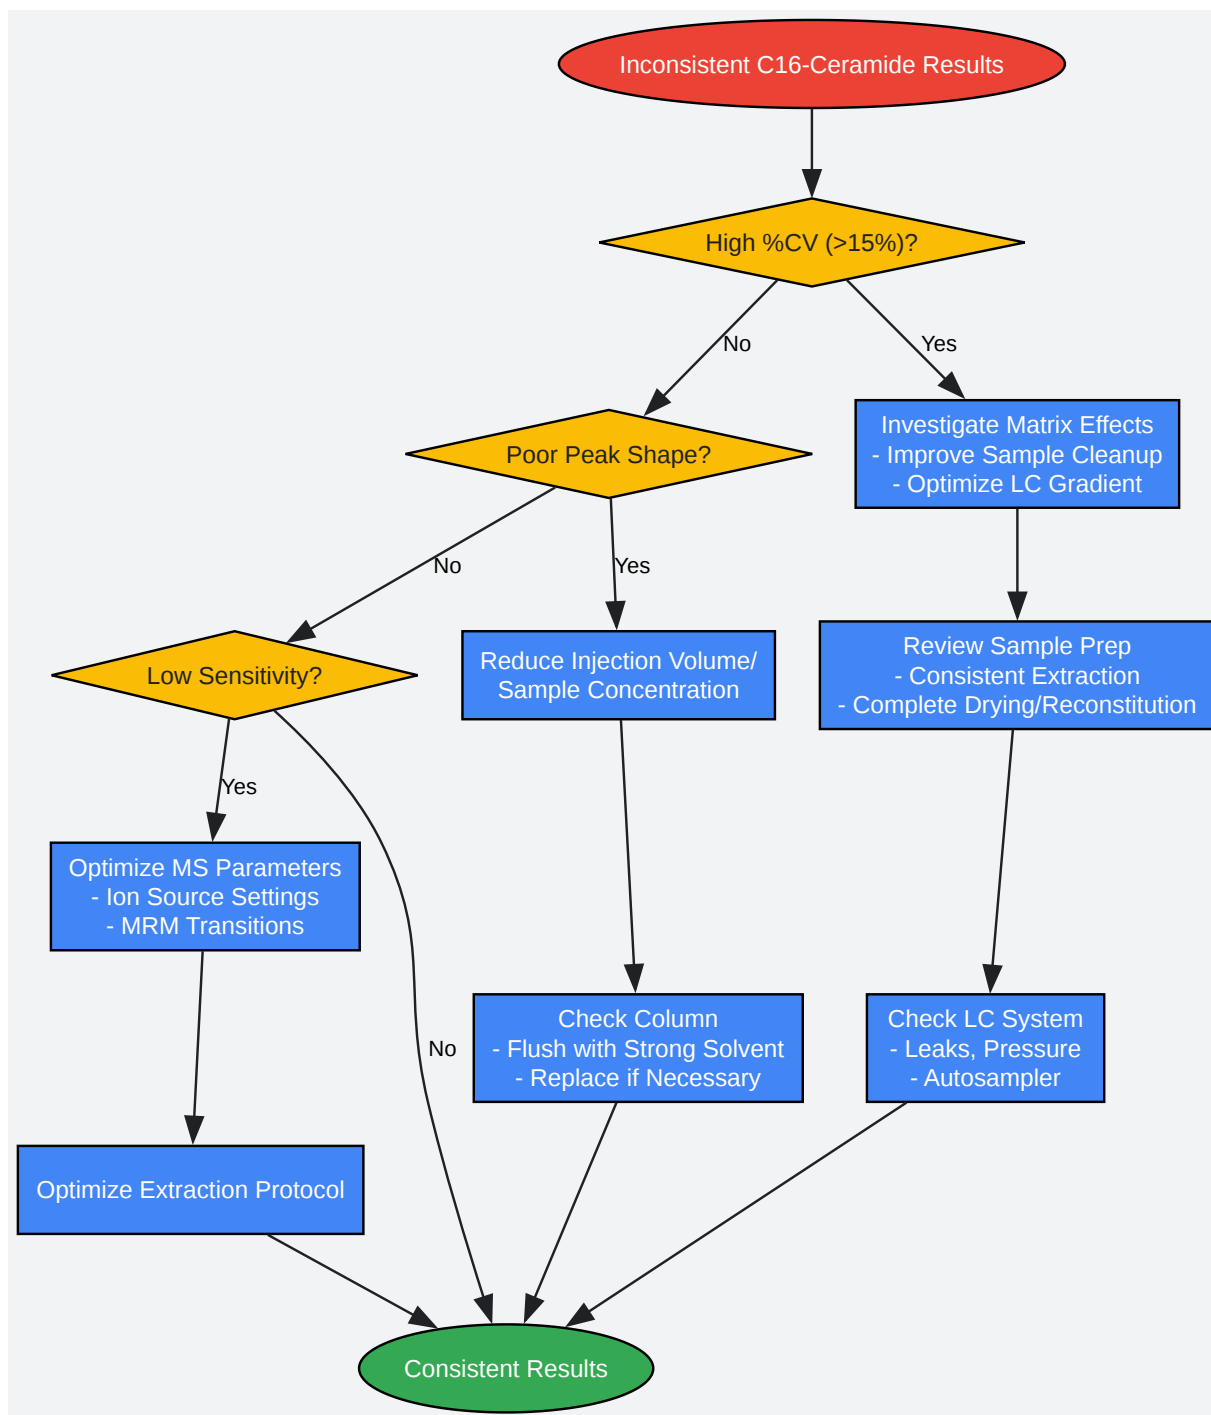 Inconsistent C16-Ceramide Results
High %CV (>15%)?
No
Yes
Poor Peak Shape?
Investigate Matrix Effects
- Improve Sample Cleanup
- Optimize LC Gradient
No
Yes
Low Sensitivity?
Reduce Injection Volume/
Sample Concentration
Review Sample Prep
- Consistent Extraction
- Complete Drying/Reconstitution
Yes
Optimize MS Parameters
- Ion Source Settings
- MRM Transitions
No
Check Column
- Flush with Strong Solvent
- Replace if Necessary
Check LC System
- Leaks, Pressure
- Autosampler
Optimize Extraction Protocol
Consistent Results